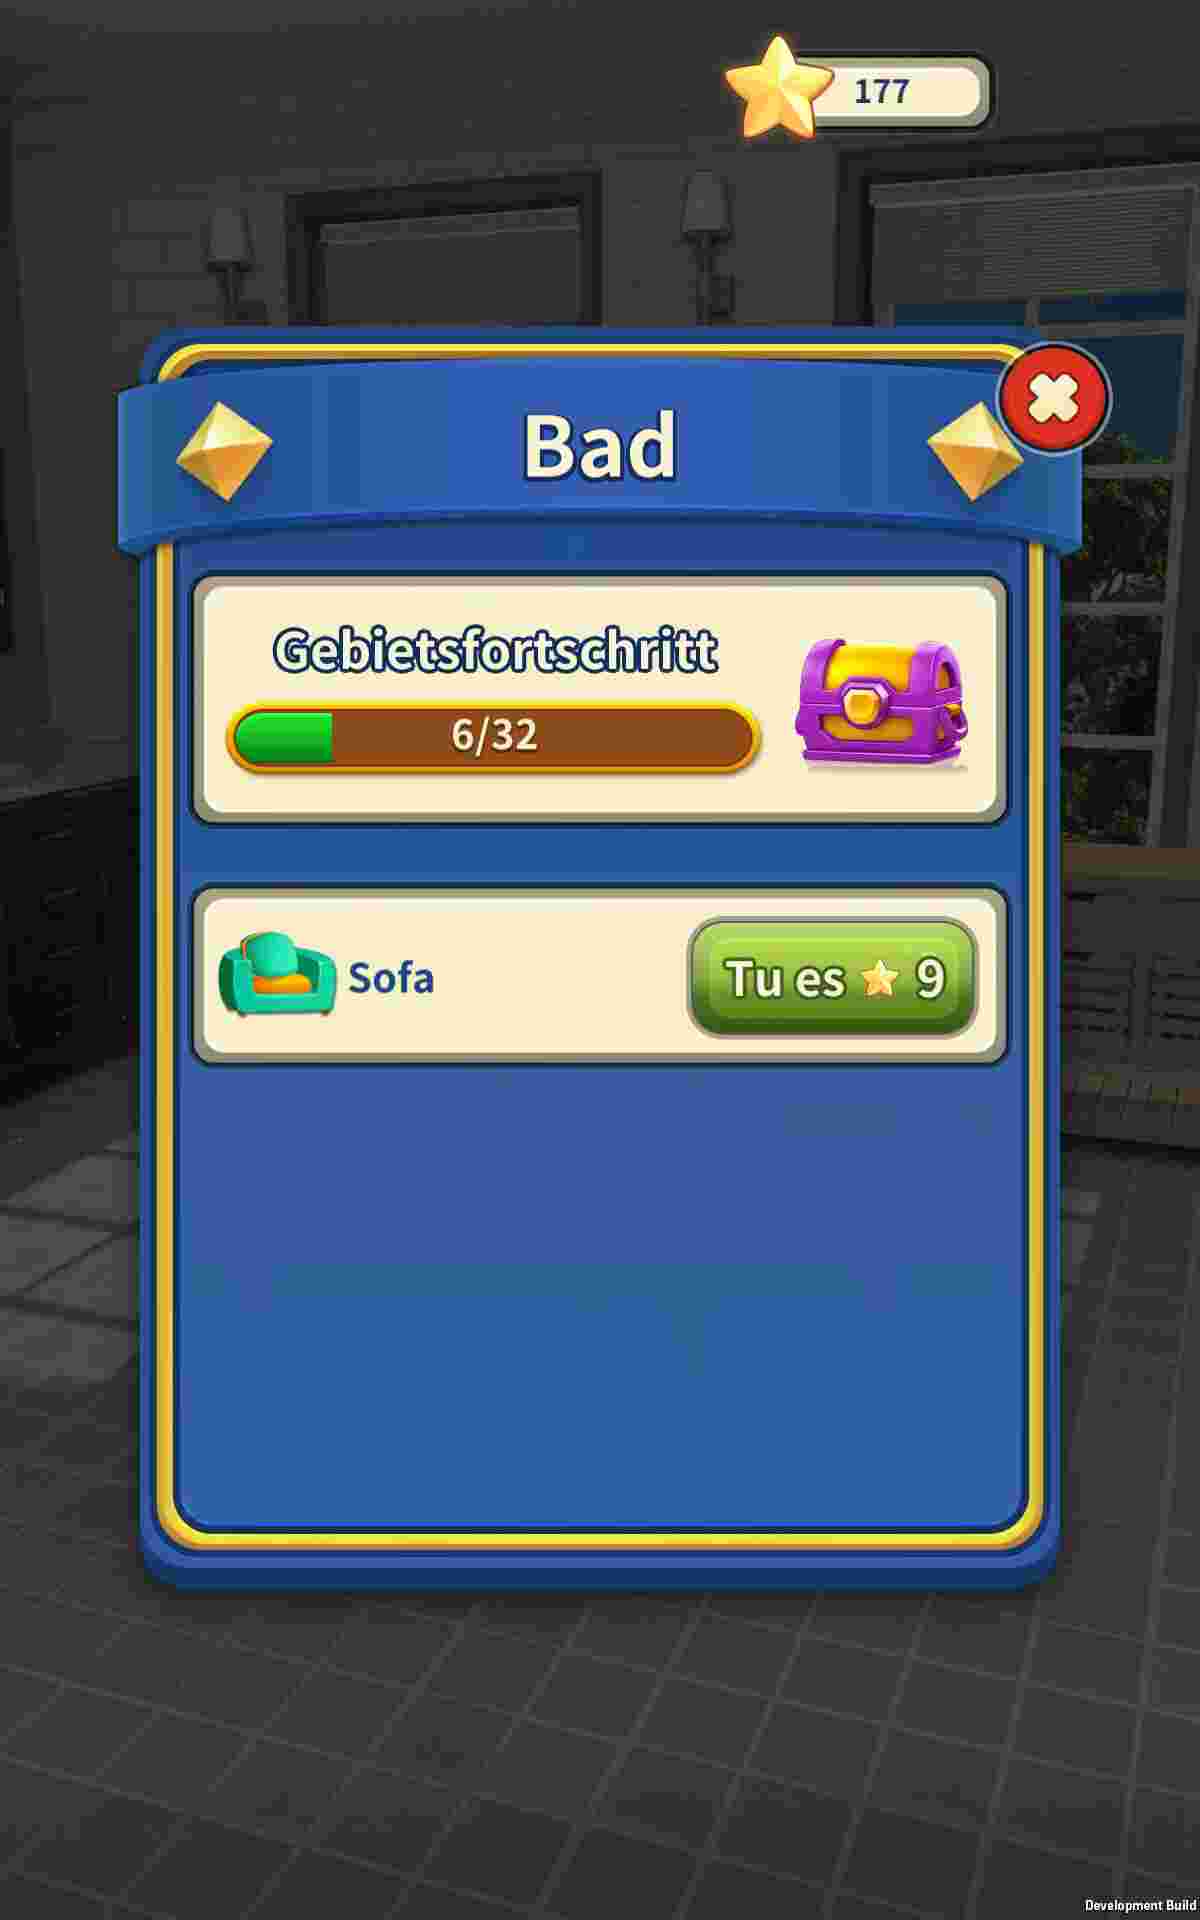 177
Bad
Gebietsfortschritt
6/32
Sofa
Tu es 9
Development Build